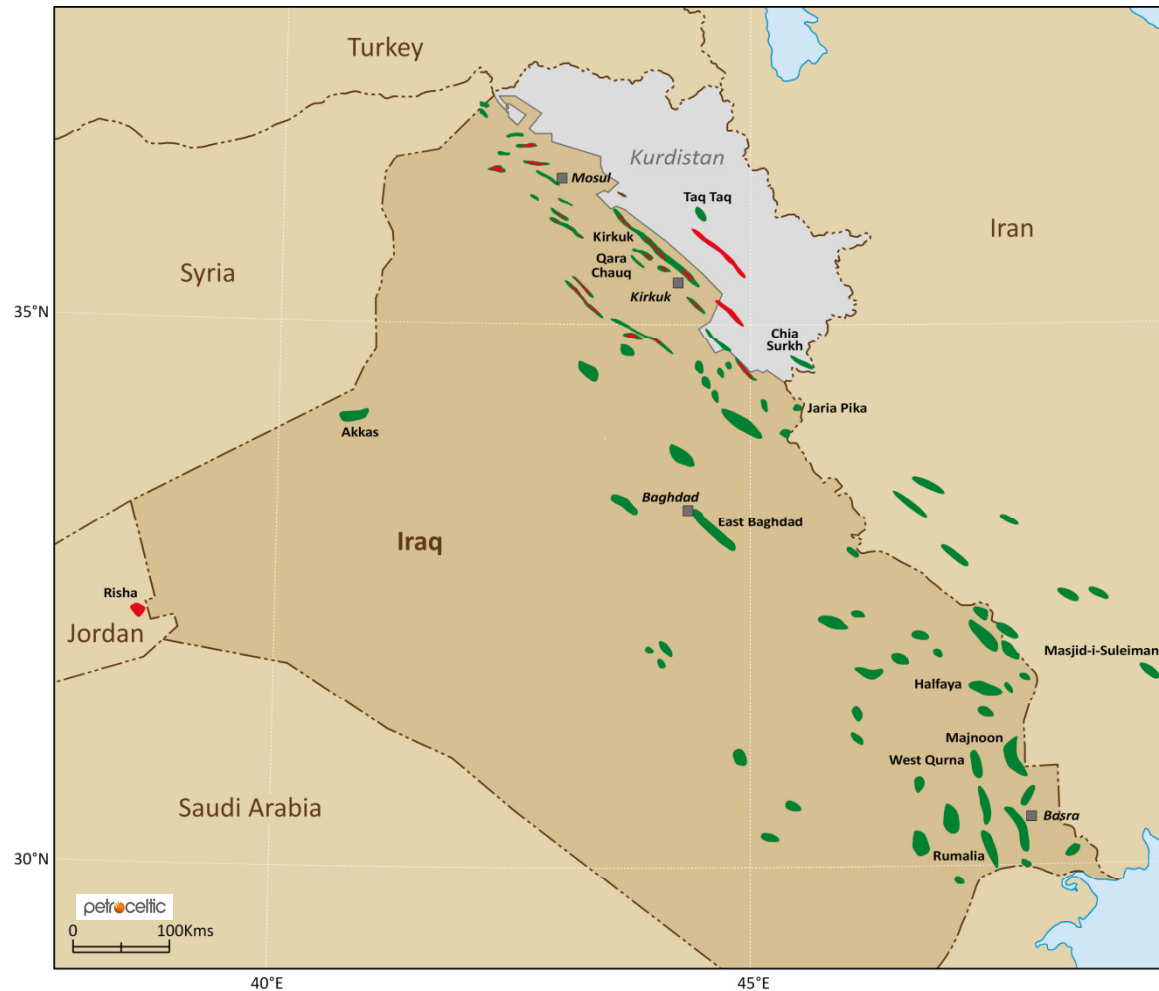 Turkey
Kurdistan
Mosul
Taq Taq
Iran
Kirkuk
Syria
Qara
Chauq
Kirkuk
35°N
Chia
Surkh
Jaria Pika
Akkas
Baghdad
East Baghdad
Iraq
Risha
Jordan
Masjid-i-Suleiman
Halfaya
Majnoon
West Qurna
Saudi Arabia
Basra
Rumalia
30°N
petroceltic
0 100Kms
40°E 45°E